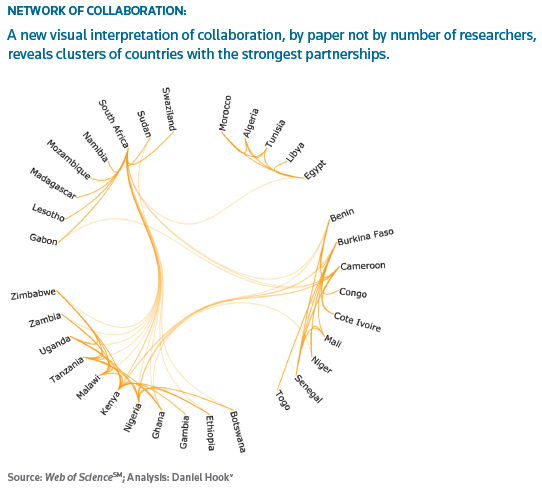 NETWORK OF COLLABORATION:
A new visual interpretation of collaboration, by paper not by number of researchers,
reveals clusters of countries with the strongest partnerships.
Swaziland
Sudan
South Africa
Namibia
Mozambique
Madagascar
Lesotho
Gabon
Morocco
Algeria
Tunisia
Libya
Egypt
Benin
Burkina Faso
Cameroon
Congo
Cote Ivoire
Mali
Niger
Senegal
Togo
Zimbabwe
Zambia
Uganda
Tanzania
Malawi
Kenya
Nigeria
Ghana
Gambia
Ethiopia
Botswana
Source: Web of Science℠; Analysis: Daniel Hook*